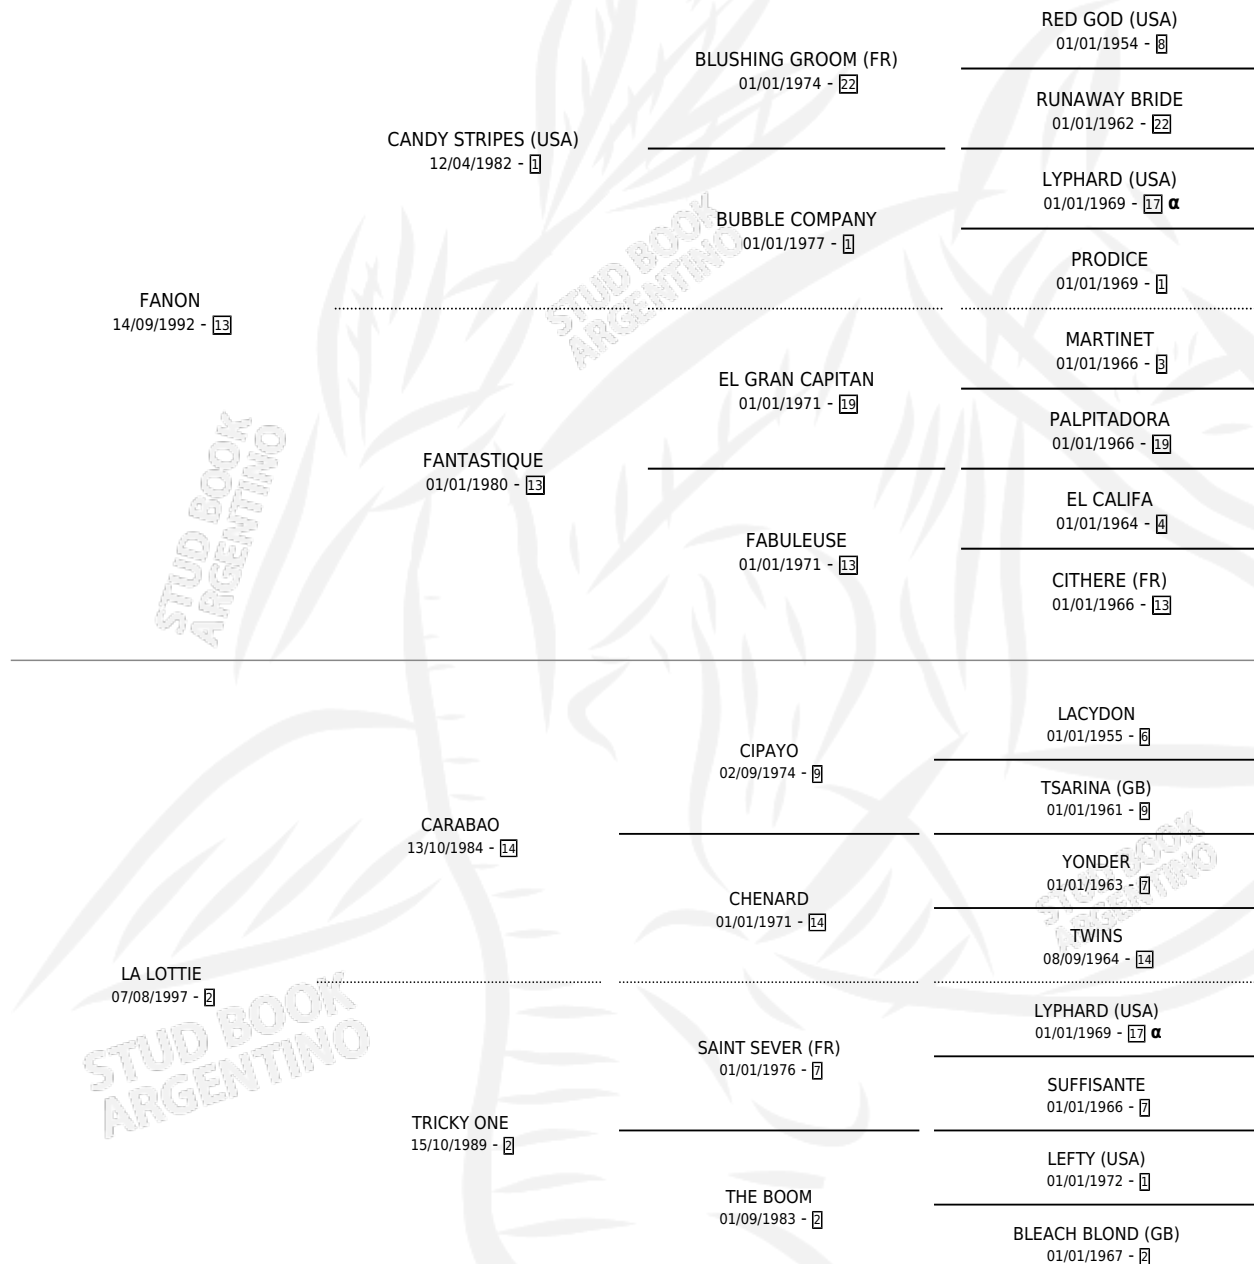 RED GOD (USA)
01/01/1954 - 8
BLUSHING GROOM (FR)
01/01/1974 - 22
RUNAWAY BRIDE
01/01/1962 - 22
CANDY STRIPES (USA)
12/04/1982 - 1
LYPHARD (USA)
01/01/1969 - 17 α
BUBBLE COMPANY
01/01/1977 - 1
PRODICE
01/01/1969 - 1
FANON
14/09/1992 - 13
MARTINET
01/01/1966 - 3
EL GRAN CAPITAN
01/01/1971 - 19
PALPITADORA
01/01/1966 - 19
FANTASTIQUE
01/01/1980 - 13
EL CALIFA
01/01/1964 - 4
FABULEUSE
01/01/1971 - 13
CITHERE (FR)
01/01/1966 - 13
STUD BOOK
ARGENTINO
STUD BOOK
ARGENTINO
LACYDON
01/01/1955 - 6
CIPAYO
02/09/1974 - 9
TSARINA (GB)
01/01/1961 - 9
CARABAO
13/10/1984 - 14
YONDER
01/01/1963 - 7
CHENARD
01/01/1971 - 14
TWINS
08/09/1964 - 14
LA LOTTIE
07/08/1997 - 2
LYPHARD (USA)
01/01/1969 - 17 α
SAINT SEVER (FR)
01/01/1976 - 7
SUFFISANTE
01/01/1966 - 7
TRICKY ONE
15/10/1989 - 2
LEFTY (USA)
01/01/1972 - 1
THE BOOM
01/09/1983 - 2
BLEACH BLOND (GB)
01/01/1967 - 2
STUD BOOK
ARGENTINO
STUD BOOK
ARGENTINO